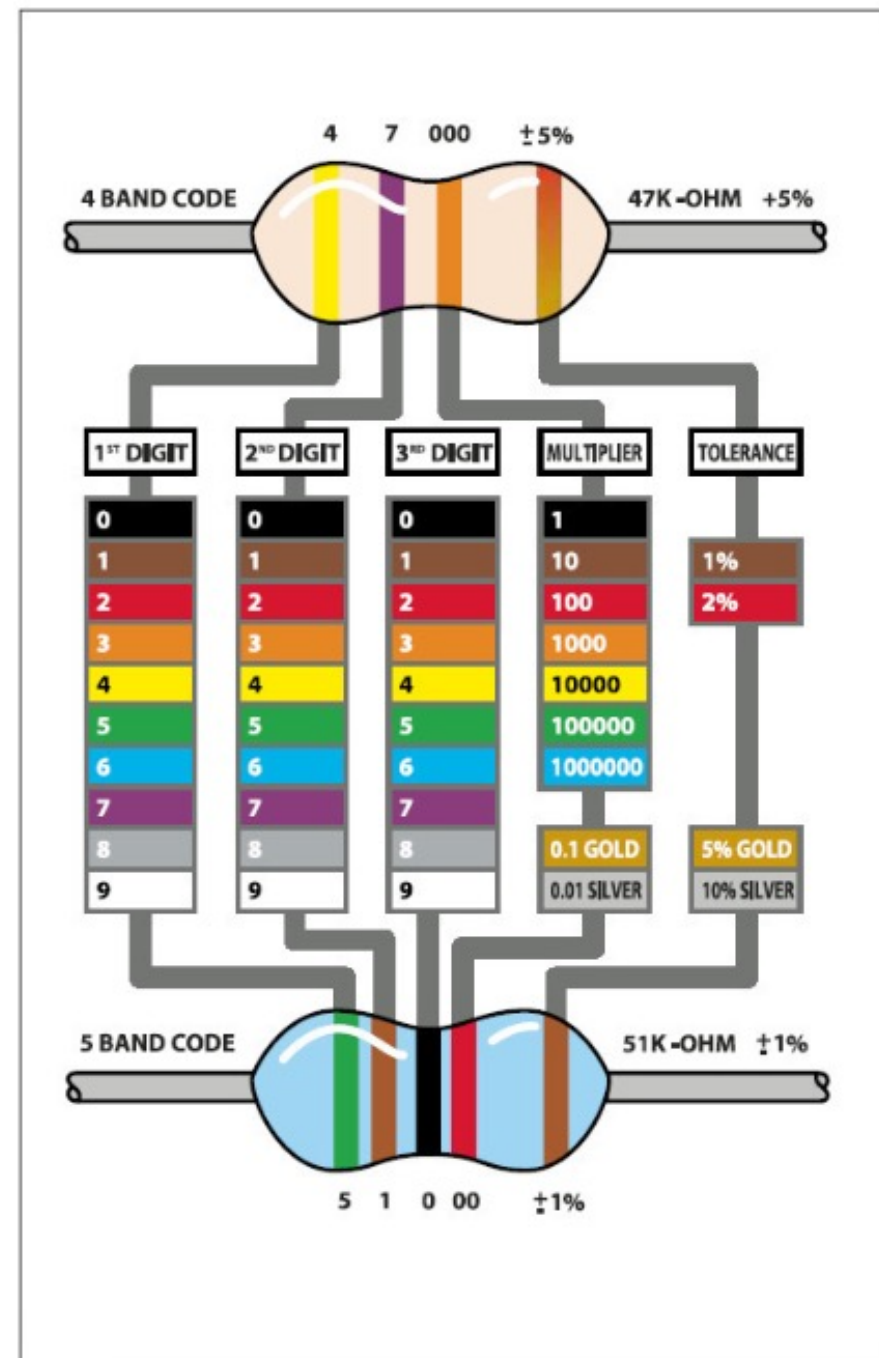 4 7 000 ±5%
4 BAND CODE 47K-OHM +5%
1ST DIGIT 2ND DIGIT 3RD DIGIT MULTIPLIER TOLERANCE
0 0 0 1
1 1 1 10 1%
2 2 2 100 2%
3 3 3 1000
4 4 4 10000
5 5 5 100000
6 6 6 1000000
7 7 7
8 8 8 0.1 GOLD 5% GOLD
9 9 9 0.01 SILVER 10% SILVER
5 BAND CODE 51K-OHM ±1%
5 1 0 00 ±1%